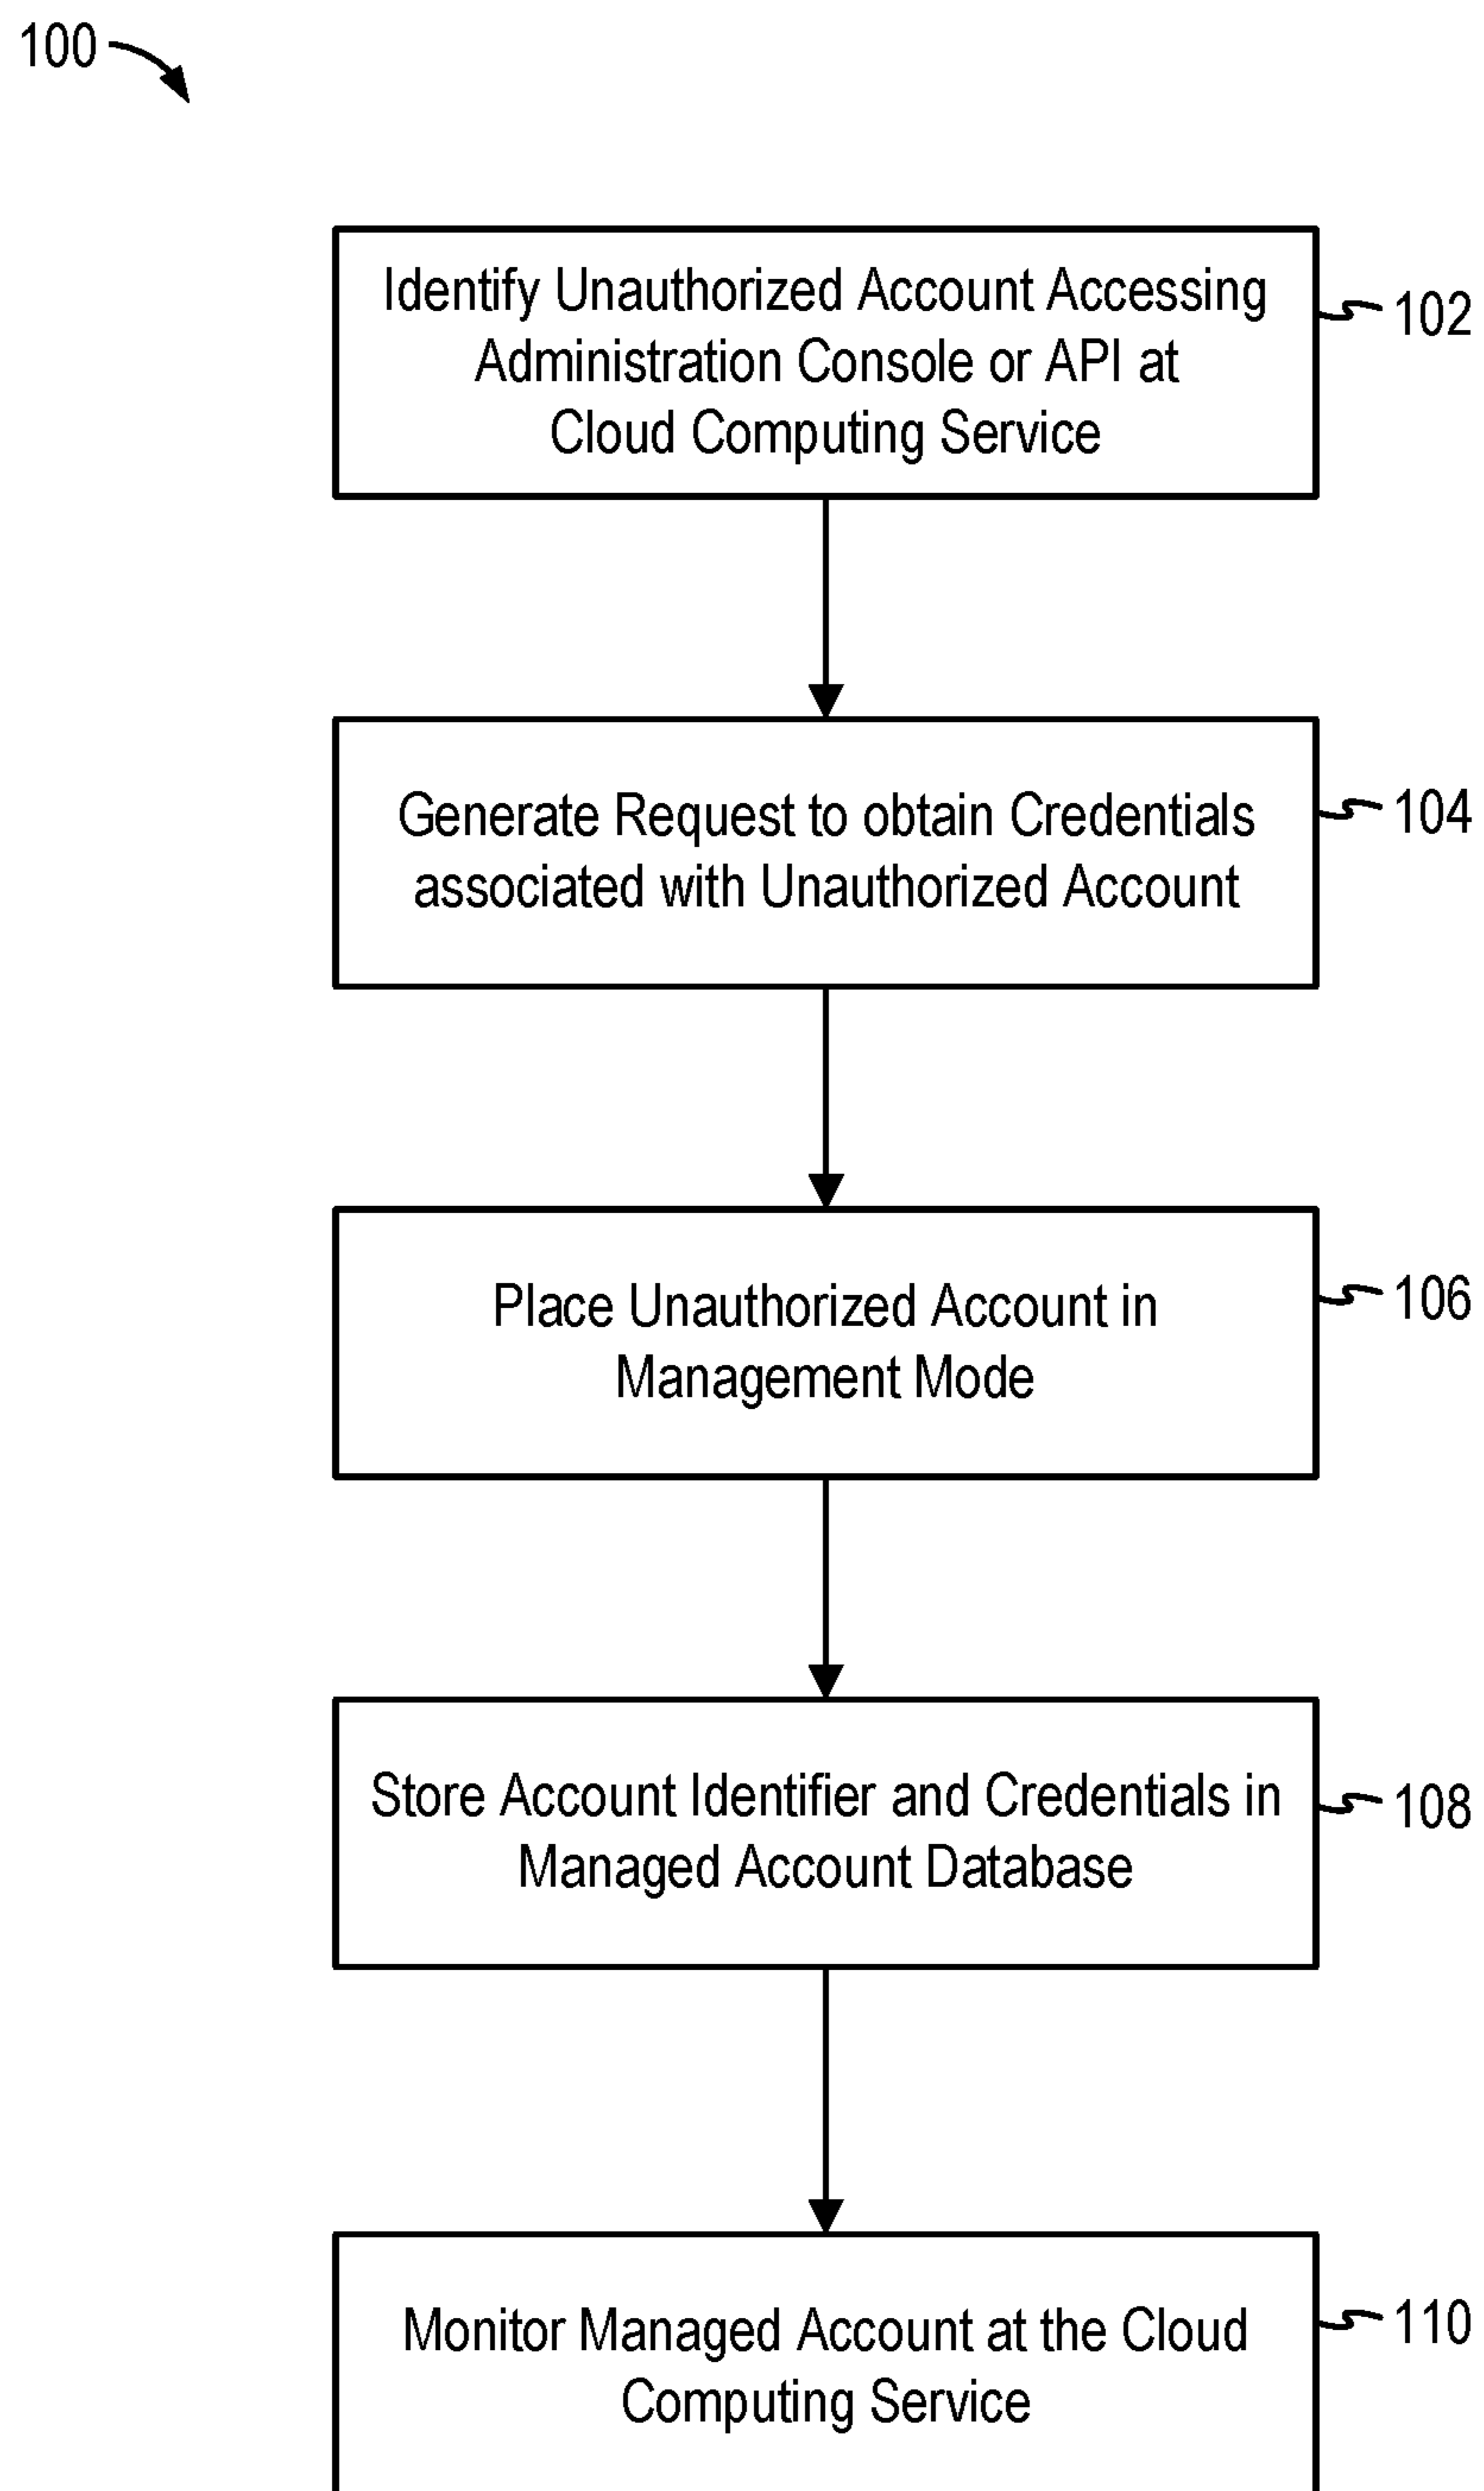 100
Identify Unauthorized Account Accessing
Administration Console or API at
Cloud Computing Service
102
Generate Request to obtain Credentials
associated with Unauthorized Account
104
Place Unauthorized Account in
Management Mode
106
Store Account Identifier and Credentials in
Managed Account Database
108
Monitor Managed Account at the Cloud
Computing Service
110